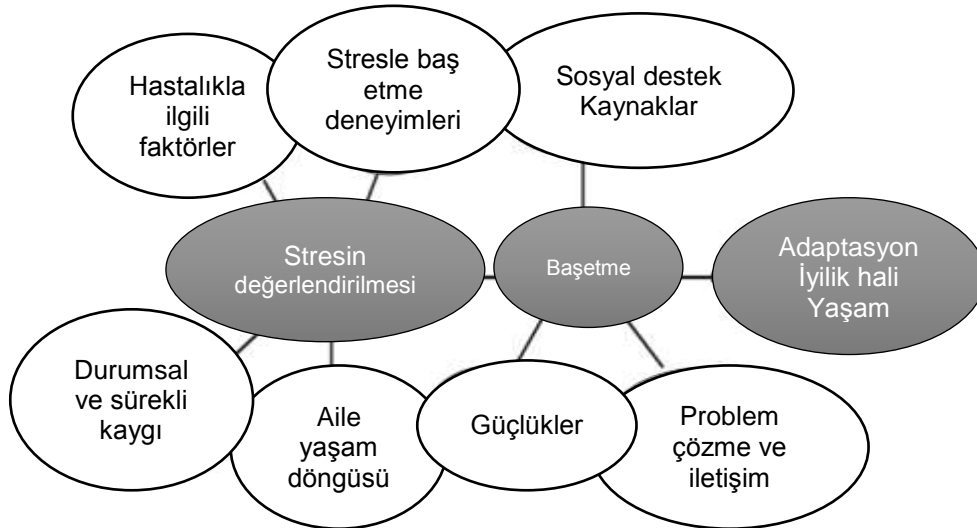 Hastalıkla
ilgili
faktörler
Stresle baş
etme
deneyimleri
Sosyal destek
Kaynaklar
Stresin
değerlendirilmesi
Başetme
Adaptasyon
İyilik hali
Yaşam
Durumsal
ve sürekli
kaygı
Aile
yaşam
döngüsü
Güçlükler
Problem
çözme ve
iletişim